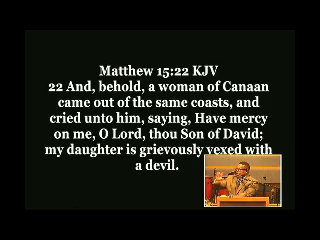 Matthew 15:22 KJV
22 And, behold, a woman of Canaan
came out of the same coasts, and
cried unto him, saying, Have mercy
on me, O Lord, thou Son of David;
my daughter is grievously vexed with
a devil.